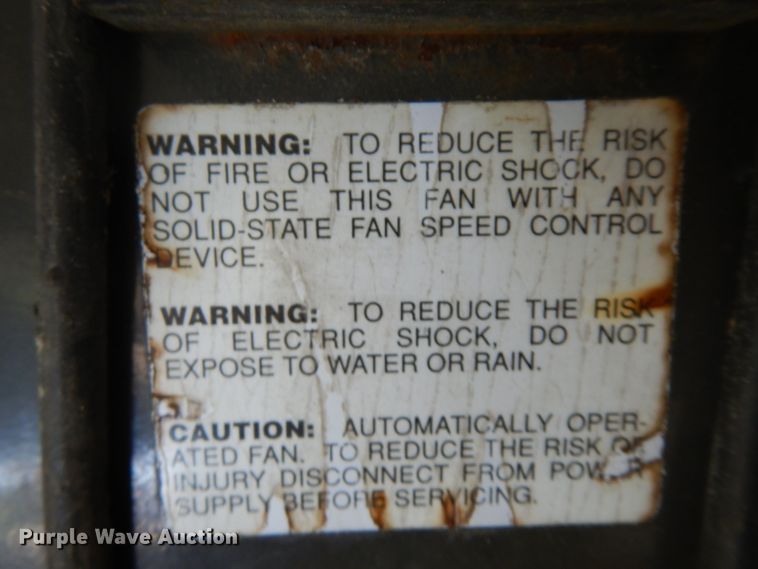 WARNING: TO REDUCE THE RISK
OF FIRE OR ELECTRIC SHOCK, DO
NOT USE THIS FAN WITH ANY
SOLID-STATE FAN SPEED CONTROL
DEVICE.
WARNING: TO REDUCE THE RISK
OF ELECTRIC SHOCK, DO NOT
EXPOSE TO WATER OR RAIN.
CAUTION: AUTOMATICALLY OPER-
ATED FAN. TO REDUCE THE RISK OF
INJURY DISCONNECT FROM POWER
SUPPLY BEFORE SERVICING.
Purple Wave Auction